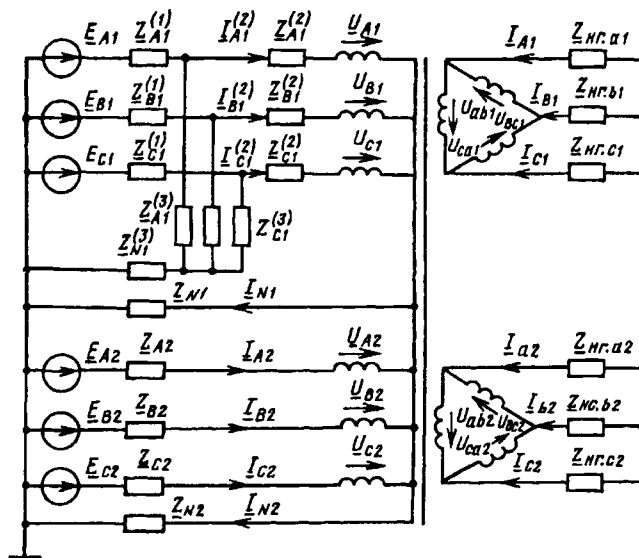 E_A1 Z_A1^(1) I_A1^(2) Z_A1^(2) U_A1
E_B1 Z_B1^(1) I_B1^(2) Z_B1^(2) U_B1
E_C1 Z_C1^(1) I_C1^(2) Z_C1^(2) U_C1
Z_A1^(3) Z_C1^(3)
Z_N1^(3)
Z_N1 I_N1
E_A2 Z_A2 I_A2 U_A2
E_B2 Z_B2 I_B2 U_B2
E_C2 Z_C2 I_C2 U_C2
Z_N2 I_N2
I_A1 Z_нг.a1
U_ab1 U_Bc1 I_B1 Z_нг.b1
U_ca1 I_C1 Z_нг.c1
I_a2 Z_нг.a2
U_ab2 U_Bc2 I_b2 Z_нс.b2
U_ca2 I_C2 Z_нг.c2